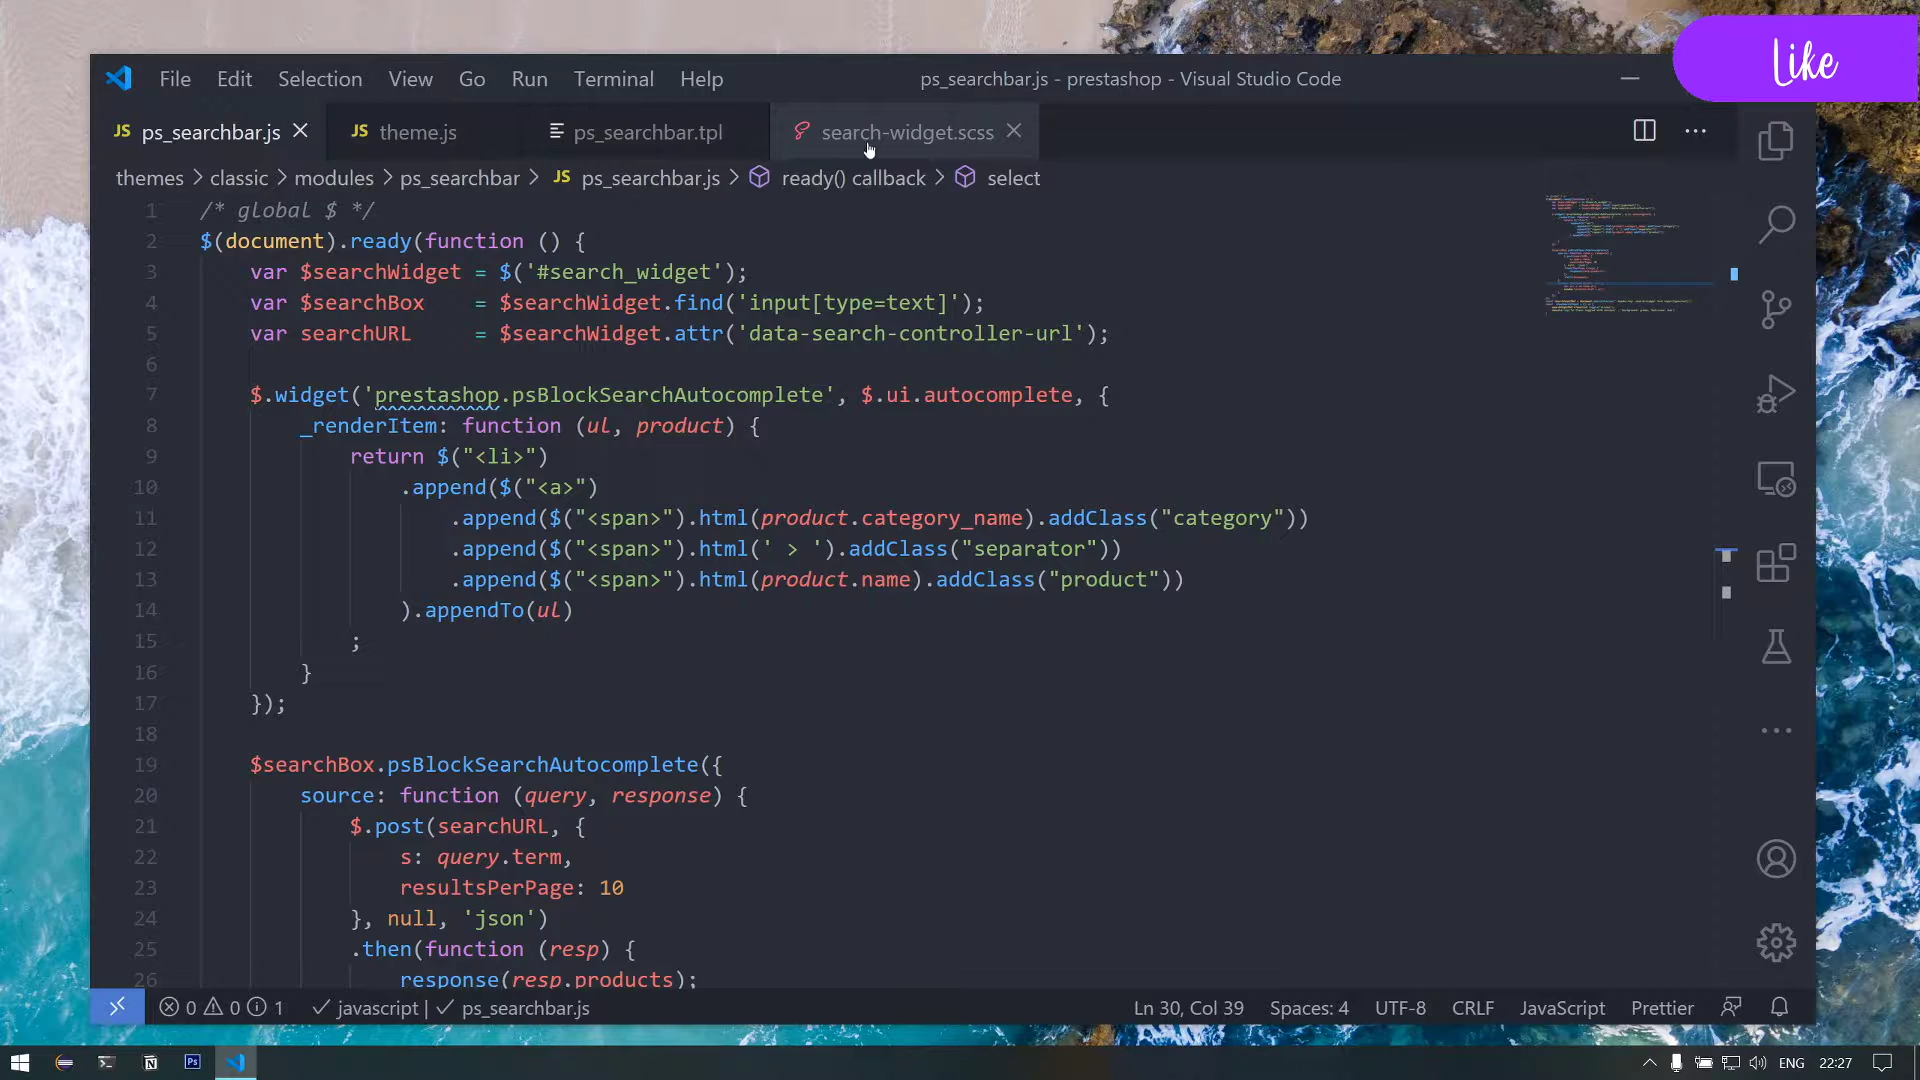 Like
File Edit Selection View Go Run Terminal Help ps_searchbar.js - prestashop - Visual Studio Code
JS ps_searchbar.js JS theme.js ps_searchbar.tpl search-widget.scss
themes > classic > modules > ps_searchbar > JS ps_searchbar.js > ready() callback > select
1 /* global $ */
2 $(document).ready(function () {
3 var $searchWidget = $('#search_widget');
4 var $searchBox = $searchWidget.find('input[type=text]');
5 var searchURL = $searchWidget.attr('data-search-controller-url');
6
7 $.widget('prestashop.psBlockSearchAutocomplete', $.ui.autocomplete, {
8 _renderItem: function (ul, product) {
9 return $("<li>")
10 .append($("<a>")
11 .append($("<span>").html(product.category_name).addClass("category"))
12 .append($("<span>").html(' > ').addClass("separator"))
13 .append($("<span>").html(product.name).addClass("product"))
14 ).appendTo(ul)
15 ;
16 }
17 });
18
19 $searchBox.psBlockSearchAutocomplete({
20 source: function (query, response) {
21 $.post(searchURL, {
22 s: query.term,
23 resultsPerPage: 10
24 }, null, 'json')
25 .then(function (resp) {
26 response(resp.products);
0 0 1 javascript | ps_searchbar.js Ln 30, Col 39 Spaces: 4 UTF-8 CRLF JavaScript Prettier
Ps ENG 22:27